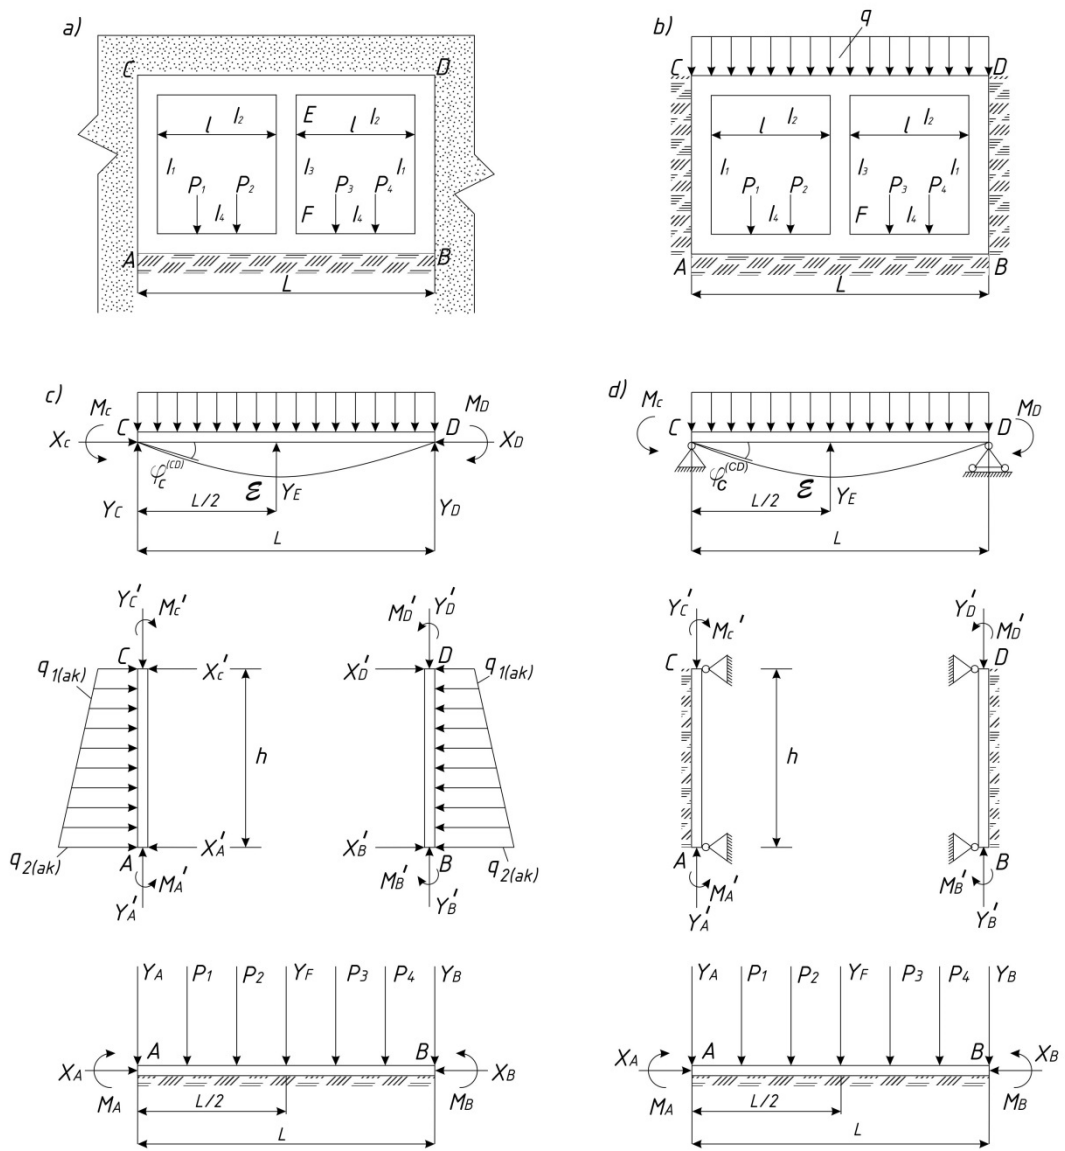 a)
C D
l I₂ E l I₂
I₁ P₁ P₂ I₃ P₃ P₄ I₁
I₄ F I₄
A B
L
b) q
C D
l I₂ l I₂
I₁ P₁ P₂ I₃ P₃ P₄ I₁
I₄ F I₄
A B
L
c)
Mc C D MD
Xc XD
φc(CD) ℰ YE
Yc L/2 YD
L
Yc' Mc' MD' YD'
C D
q1(ak) Xc' XD' q1(ak)
h
q2(ak) XA' XB' q2(ak)
A B
MA' MB'
YA' YB'
YA P1 P2 YF P3 P4 YB
A B
XA XB
MA L/2 MB
L
d)
Mc C D MD
φc(CD) ℰ YE
L/2
L
Yc' YD'
Mc' MD'
C D
h
A B
MA' MB'
YA' YB'
YA P1 P2 YF P3 P4 YB
A B
XA XB
MA L/2 MB
L